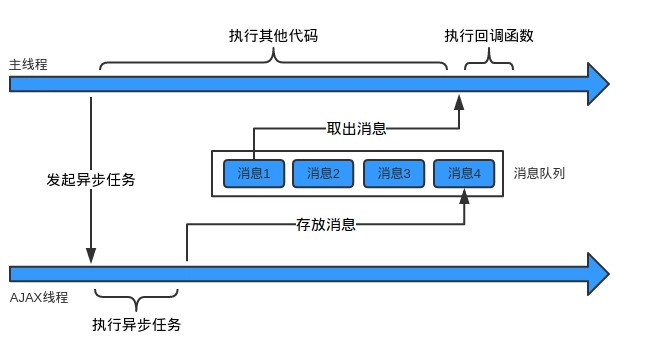 执行其他代码
执行回调函数
主线程
取出消息
消息1
消息2
消息3
消息4
消息队列
发起异步任务
存放消息
AJAX线程
执行异步任务